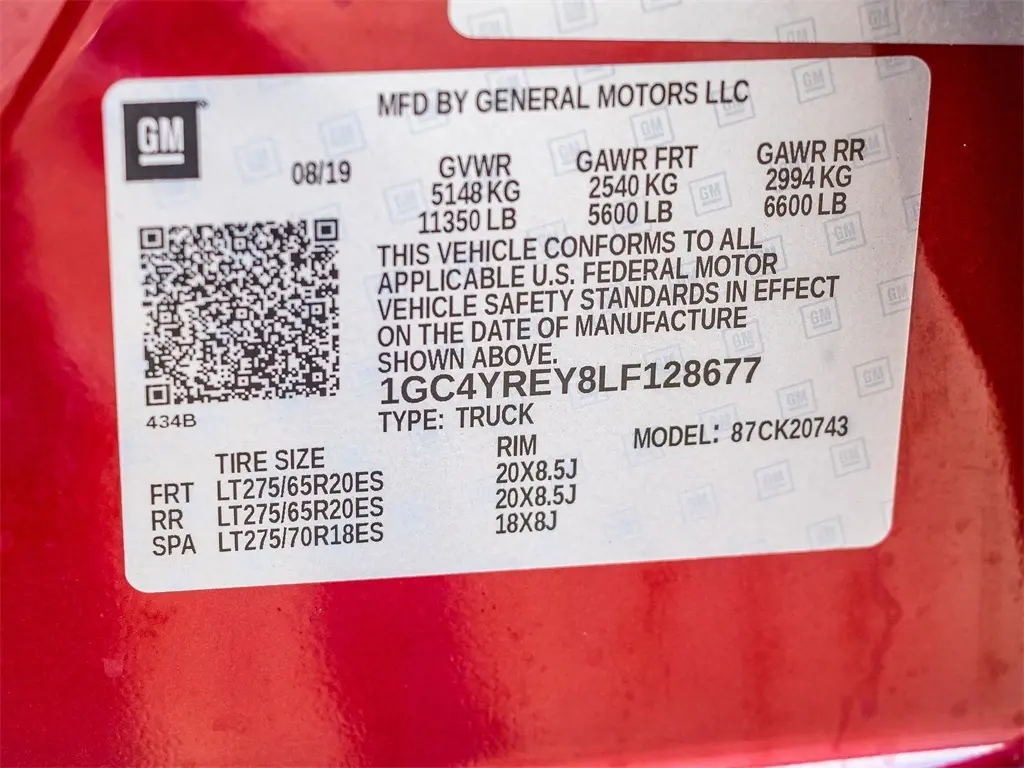 MFD BY GENERAL MOTORS LLC
GM
08/19
GVWR GAWR FRT GAWR RR
5148 KG 2540 KG 2994 KG
11350 LB 5600 LB 6600 LB
THIS VEHICLE CONFORMS TO ALL
APPLICABLE U.S. FEDERAL MOTOR
VEHICLE SAFETY STANDARDS IN EFFECT
ON THE DATE OF MANUFACTURE
SHOWN ABOVE.
1GC4YREY8LF128677
434B
TYPE: TRUCK
MODEL: 87CK20743
TIRE SIZE RIM
FRT LT275/65R20ES 20X8.5J
RR LT275/65R20ES 20X8.5J
SPA LT275/70R18ES 18X8J